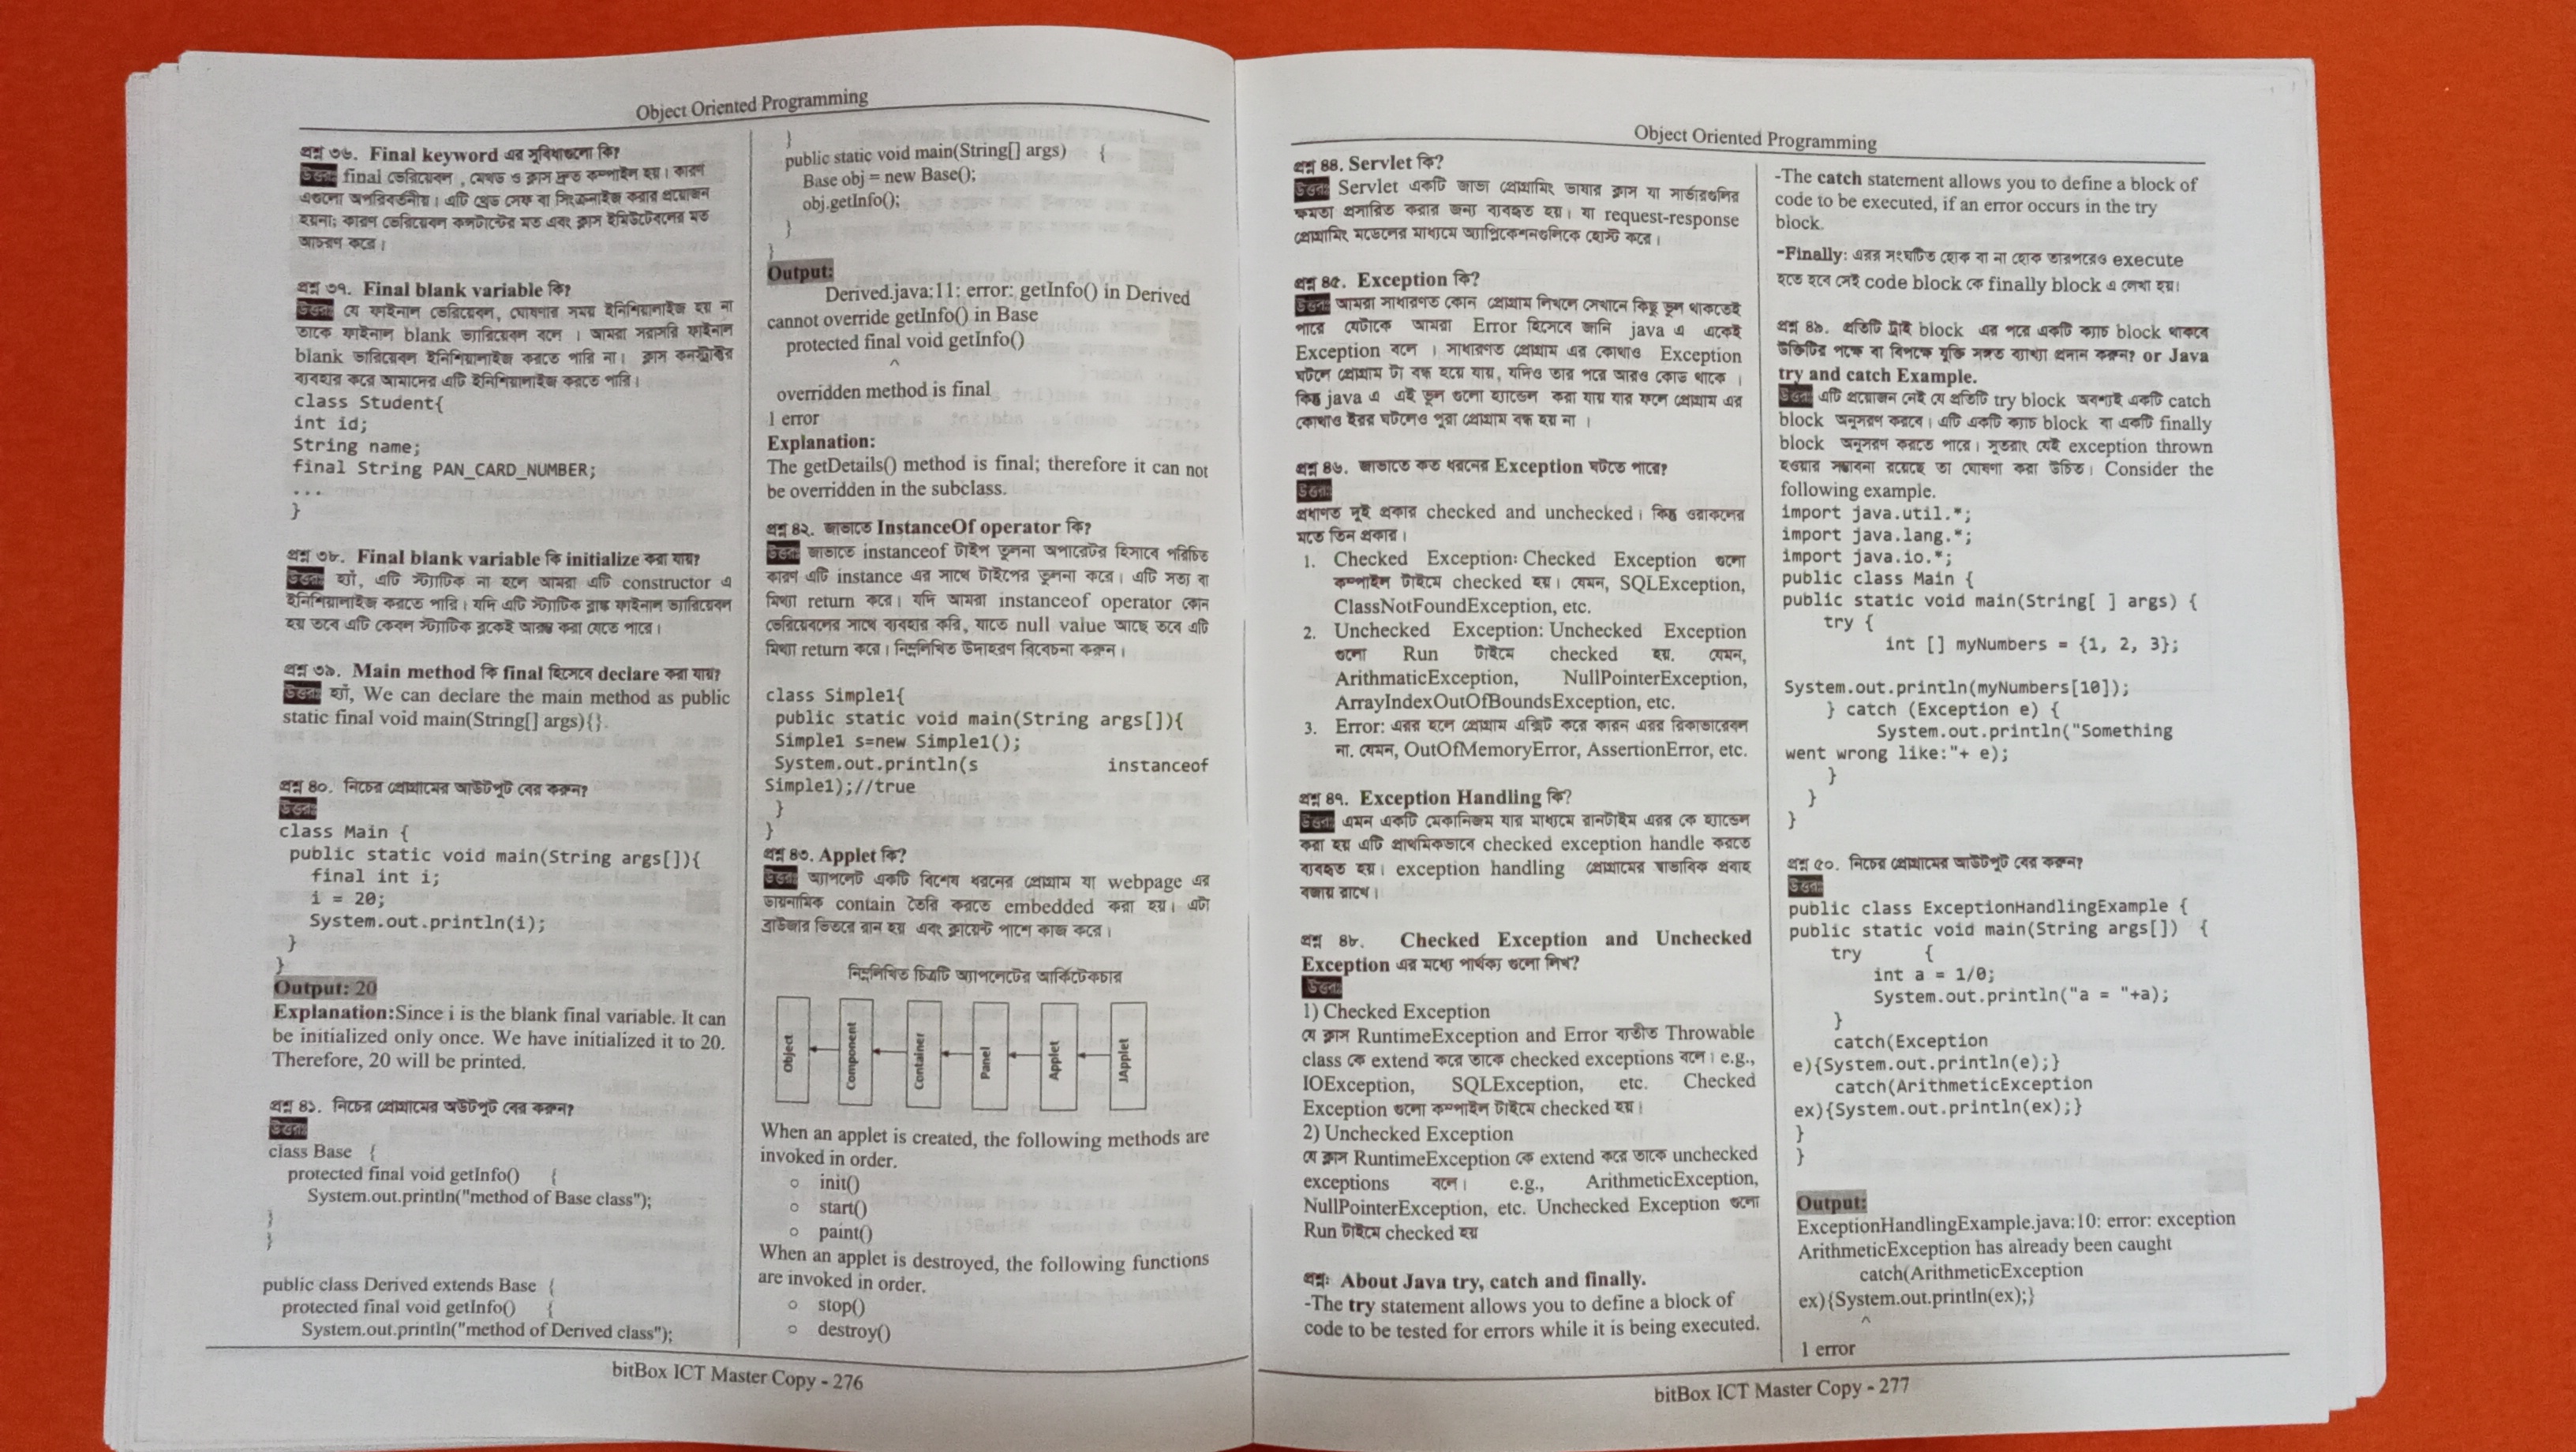 Object Oriented Programming
প্রশ্ন ৩৬. Final keyword এর সুবিধাগুলো কি?
উত্তর: final ভেরিয়েবল , মেথড ও ক্লাস দ্রুত কম্পাইল হয়। কারণ
এগুলো অপরিবর্তনীয়। এটি থ্রেড সেফ বা সিংক্রনাইজ করার প্রয়োজন
হয়না; কারণ ভেরিয়েবল কনস্টান্টের মত এবং ক্লাস ইমিউটেবলের মত
আচরণ করে।
প্রশ্ন ৩৭. Final blank variable কি?
উত্তর: যে ফাইনাল ভেরিয়েবল, ঘোষণার সময় ইনিশিয়ালাইজ হয় না
তাকে ফাইনাল blank ভ্যারিয়েবল বলে । আমরা সরাসরি ফাইনাল
blank ভারিয়েবল ইনিশিয়ালাইজ করতে পারি না। ক্লাস কনস্ট্রাক্টর
ব্যবহার করে আমাদের এটি ইনিশিয়ালাইজ করতে পারি।
class Student{
int id;
String name;
final String PAN_CARD_NUMBER;
...
}
প্রশ্ন ৩৮. Final blank variable কি initialize করা যায়?
উত্তর: হ্যাঁ, এটি স্ট্যাটিক না হলে আমরা এটি constructor এ
ইনিশিয়ালাইজ করতে পারি। যদি এটি স্ট্যাটিক ব্লাঙ্ক ফাইনাল ভ্যারিয়েবল
হয় তবে এটি কেবল স্ট্যাটিক ব্লকেই আরম্ভ করা যেতে পারে।
প্রশ্ন ৩৯. Main method কি final হিসেবে declare করা যায়?
উত্তর: হ্যাঁ, We can declare the main method as public
static final void main(String[] args){}.
প্রশ্ন ৪০. নিচের প্রোগ্রামের আউটপুট বের করুন?
উত্তর:
class Main {
public static void main(String args[]){
final int i;
i = 20;
System.out.println(i);
}
}
Output: 20
Explanation:Since i is the blank final variable. It can
be initialized only once. We have initialized it to 20.
Therefore, 20 will be printed.
প্রশ্ন ৪১. নিচের প্রোগ্রামের অউটপুট বের করুন?
উত্তর:
class Base {
protected final void getInfo() {
System.out.println("method of Base class");
}
}
public class Derived extends Base {
protected final void getInfo() {
System.out.println("method of Derived class");
}
public static void main(String[] args) {
Base obj = new Base();
obj.getInfo();
}
}
Output:
Derived.java:11: error: getInfo() in Derived
cannot override getInfo() in Base
protected final void getInfo()
^
overridden method is final
1 error
Explanation:
The getDetails() method is final; therefore it can not
be overridden in the subclass.
প্রশ্ন ৪২. জাভাতে InstanceOf operator কি?
উত্তর: জাভাতে instanceof টাইপ তুলনা অপারেটর হিসাবে পরিচিত
কারণ এটি instance এর সাথে টাইপের তুলনা করে। এটি সত্য বা
মিথ্যা return করে। যদি আমরা instanceof operator কোন
ভেরিয়েবলের সাথে ব্যবহার করি, যাতে null value আছে তবে এটি
মিথ্যা return করে। নিম্নলিখিত উদাহরণ বিবেচনা করুন।
class Simple1{
public static void main(String args[]){
Simple1 s=new Simple1();
System.out.println(s instanceof
Simple1);//true
}
}
প্রশ্ন ৪৩. Applet কি?
উত্তর: অ্যাপলেট একটি বিশেষ ধরনের প্রোগ্রাম যা webpage এর
ডায়নামিক contain তৈরি করতে embedded করা হয়। এটা
ব্রাউজার ভিতরে রান হয় এবং ক্লায়েন্ট পাশে কাজ করে।
নিম্নলিখিত চিত্রটি অ্যাপলেটের আর্কিটেকচার
Object
Component
Container
Panel
Applet
JApplet
When an applet is created, the following methods are
invoked in order.
o init()
o start()
o paint()
When an applet is destroyed, the following functions
are invoked in order.
o stop()
o destroy()
bitBox ICT Master Copy - 276
Object Oriented Programming
প্রশ্ন ৪৪. Servlet কি?
উত্তর: Servlet একটি জাভা প্রোগ্রামিং ভাষার ক্লাস যা সার্ভারগুলির
ক্ষমতা প্রসারিত করার জন্য ব্যবহৃত হয়। যা request-response
প্রোগ্রামিং মডেলের মাধ্যমে অ্যাপ্লিকেশনগুলিকে হোস্ট করে।
প্রশ্ন ৪৫. Exception কি?
উত্তর: আমরা সাধারণত কোন প্রোগ্রাম লিখলে সেখানে কিছু ভুল থাকতেই
পারে যেটাকে আমরা Error হিসেবে জানি java এ একেই
Exception বলে । সাধারণত প্রোগ্রাম এর কোথাও Exception
ঘটলে প্রোগ্রাম টা বন্ধ হয়ে যায়, যদিও তার পরে আরও কোড থাকে ।
কিন্তু java এ এই ভুল গুলো হ্যান্ডেল করা যায় যার ফলে প্রোগ্রাম এর
কোথাও ইরর ঘটলেও পুরা প্রোগ্রাম বন্ধ হয় না ।
প্রশ্ন ৪৬. জাভাতে কত ধরনের Exception ঘটতে পারে?
উত্তর:
প্রধাণত দুই প্রকার checked and unchecked। কিন্তু ওরাকলের
মতে তিন প্রকার।
1. Checked Exception: Checked Exception গুলো
কম্পাইল টাইমে checked হয়। যেমন, SQLException,
ClassNotFoundException, etc.
2. Unchecked Exception: Unchecked Exception
গুলো Run টাইমে checked হয়. যেমন,
ArithmaticException, NullPointerException,
ArrayIndexOutOfBoundsException, etc.
3. Error: এরর হলে প্রোগ্রাম এক্সিট করে কারন এরর রিকাভারেবল
না. যেমন, OutOfMemoryError, AssertionError, etc.
প্রশ্ন ৪৭. Exception Handling কি?
উত্তর: এমন একটি মেকানিজম যার মাধ্যমে রানটাইম এরর কে হ্যান্ডেল
করা হয় এটি প্রাথমিকভাবে checked exception handle করতে
ব্যবহৃত হয়। exception handling প্রোগ্রামের স্বাভাবিক প্রবাহ
বজায় রাখে।
প্রশ্ন ৪৮. Checked Exception and Unchecked
Exception এর মধ্যে পার্থক্য গুলো লিখ?
উত্তর:
1) Checked Exception
যে ক্লাস RuntimeException and Error ব্যতীত Throwable
class কে extend করে তাকে checked exceptions বলে। e.g.,
IOException, SQLException, etc. Checked
Exception গুলো কম্পাইল টাইমে checked হয়।
2) Unchecked Exception
যে ক্লাস RuntimeException কে extend করে তাকে unchecked
exceptions বলে। e.g., ArithmeticException,
NullPointerException, etc. Unchecked Exception গুলো
Run টাইমে checked হয়
প্রশ্ন: About Java try, catch and finally.
-The try statement allows you to define a block of
code to be tested for errors while it is being executed.
-The catch statement allows you to define a block of
code to be executed, if an error occurs in the try
block.
-Finally: এরর সংঘটিত হোক বা না হোক তারপরেও execute
হতে হবে সেই code block কে finally block এ লেখা হয়।
প্রশ্ন ৪৯. প্রতিটি ট্রাই block এর পরে একটি ক্যাচ block থাকবে
উক্তিটির পক্ষে বা বিপক্ষে যুক্তি সঙ্গত ব্যাখ্যা প্রদান করুন? or Java
try and catch Example.
উত্তর: এটি প্রয়োজন নেই যে প্রতিটি try block অবশ্যই একটি catch
block অনুসরণ করবে। এটি একটি ক্যাচ block বা একটি finally
block অনুসরণ করতে পারে। সুতরাং যেই exception thrown
হওয়ার সম্ভাবনা রয়েছে তা ঘোষণা করা উচিত। Consider the
following example.
import java.util.*;
import java.lang.*;
import java.io.*;
public class Main {
public static void main(String[ ] args) {
try {
int [] myNumbers = {1, 2, 3};
System.out.println(myNumbers[10]);
} catch (Exception e) {
System.out.println("Something
went wrong like:"+ e);
}
}
}
প্রশ্ন ৫০. নিচের প্রোগ্রামের আউটপুট বের করুন?
উত্তর:
public class ExceptionHandlingExample {
public static void main(String args[]) {
try {
int a = 1/0;
System.out.println("a = "+a);
}
catch(Exception
e){System.out.println(e);}
catch(ArithmeticException
ex){System.out.println(ex);}
}
}
Output:
ExceptionHandlingExample.java:10: error: exception
ArithmeticException has already been caught
catch(ArithmeticException
ex){System.out.println(ex);}
^
1 error
bitBox ICT Master Copy - 277